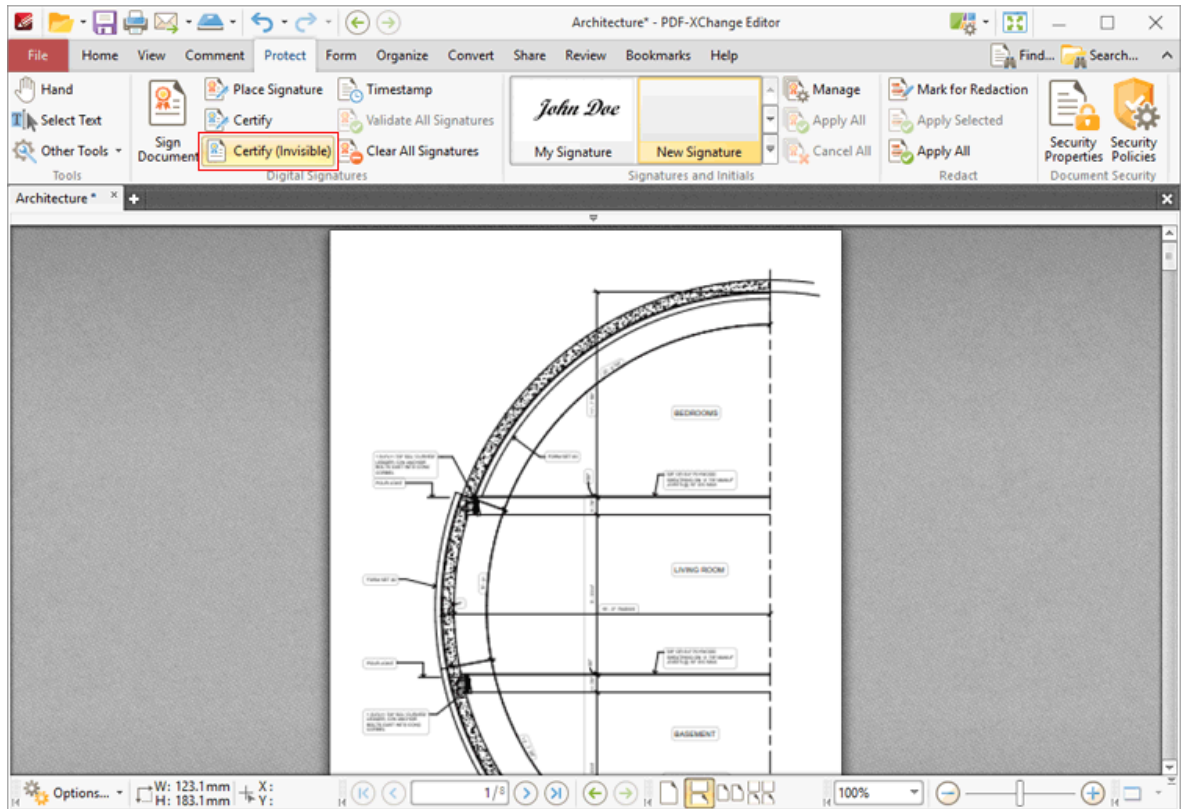 Architecture* - PDF-XChange Editor
File Home View Comment Protect Form Organize Convert Share Review Bookmarks Help Find... Search...
Hand
Select Text
Other Tools
Tools
Sign Document
Place Signature
Certify
Certify (Invisible)
Timestamp
Validate All Signatures
Clear All Signatures
Digital Signatures
John Doe
My Signature
New Signature
Manage
Apply All
Cancel All
Signatures and Initials
Mark for Redaction
Apply Selected
Apply All
Redact
Security Properties
Security Policies
Document Security
Architecture *
BEDROOMS
LIVING ROOM
BASEMENT
Options...
W: 123.1mm
H: 183.1mm
X:
Y:
1/8
100%